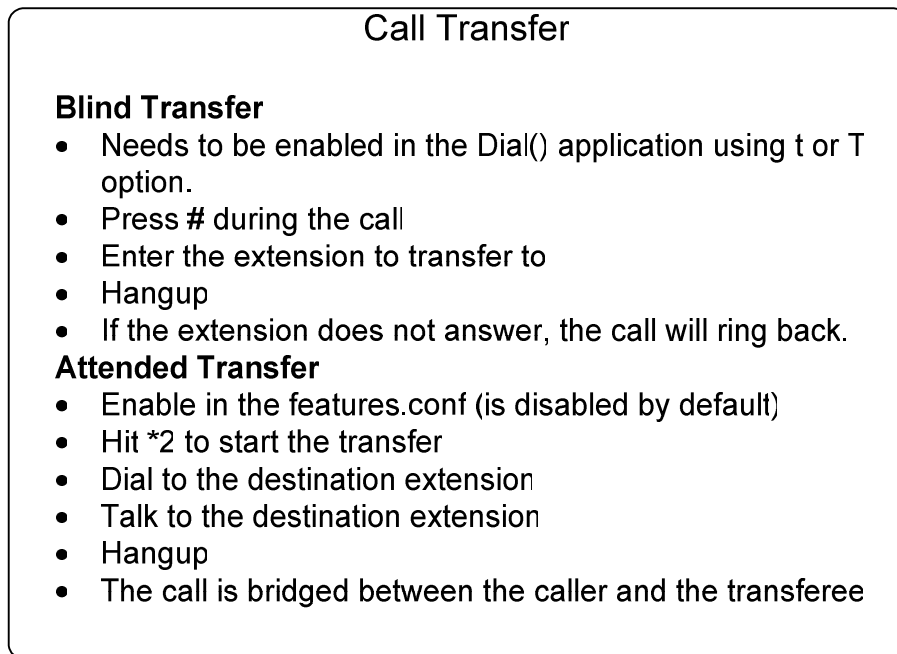 Call Transfer
Blind Transfer
• Needs to be enabled in the Dial() application using t or T
option.
• Press # during the call
• Enter the extension to transfer to
• Hangup
• If the extension does not answer, the call will ring back.
Attended Transfer
• Enable in the features.conf (is disabled by default)
• Hit *2 to start the transfer
• Dial to the destination extension
• Talk to the destination extension
• Hangup
• The call is bridged between the caller and the transferee